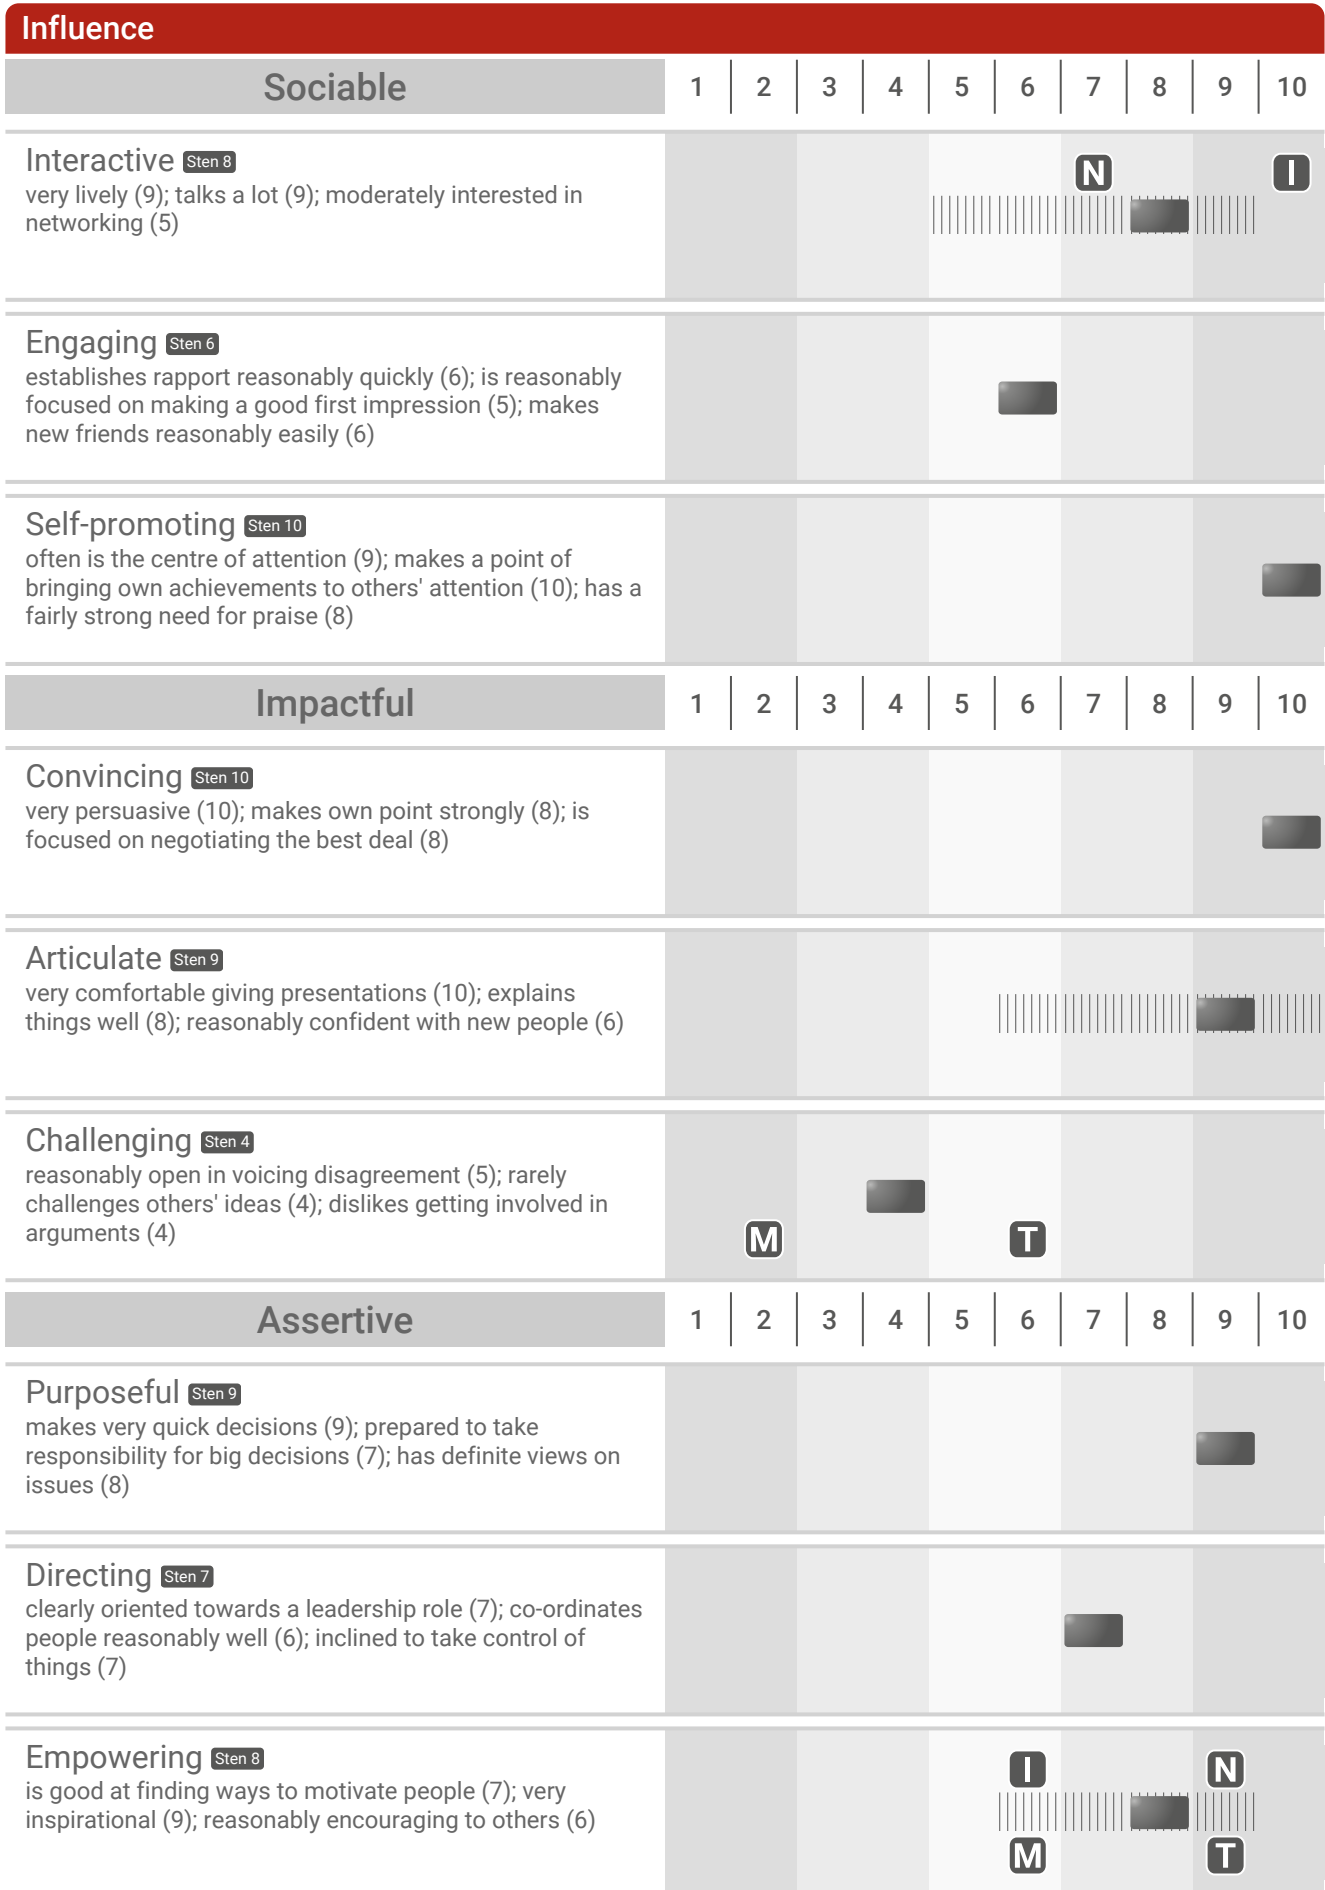 Influence
Sociable 1 2 3 4 5 6 7 8 9 10
Interactive Sten 8
very lively (9); talks a lot (9); moderately interested in
networking (5)
N I
Engaging Sten 6
establishes rapport reasonably quickly (6); is reasonably
focused on making a good first impression (5); makes
new friends reasonably easily (6)
Self-promoting Sten 10
often is the centre of attention (9); makes a point of
bringing own achievements to others' attention (10); has a
fairly strong need for praise (8)
Impactful 1 2 3 4 5 6 7 8 9 10
Convincing Sten 10
very persuasive (10); makes own point strongly (8); is
focused on negotiating the best deal (8)
Articulate Sten 9
very comfortable giving presentations (10); explains
things well (8); reasonably confident with new people (6)
Challenging Sten 4
reasonably open in voicing disagreement (5); rarely
challenges others' ideas (4); dislikes getting involved in
arguments (4)
M T
Assertive 1 2 3 4 5 6 7 8 9 10
Purposeful Sten 9
makes very quick decisions (9); prepared to take
responsibility for big decisions (7); has definite views on
issues (8)
Directing Sten 7
clearly oriented towards a leadership role (7); co-ordinates
people reasonably well (6); inclined to take control of
things (7)
Empowering Sten 8
is good at finding ways to motivate people (7); very
inspirational (9); reasonably encouraging to others (6)
I N
M T